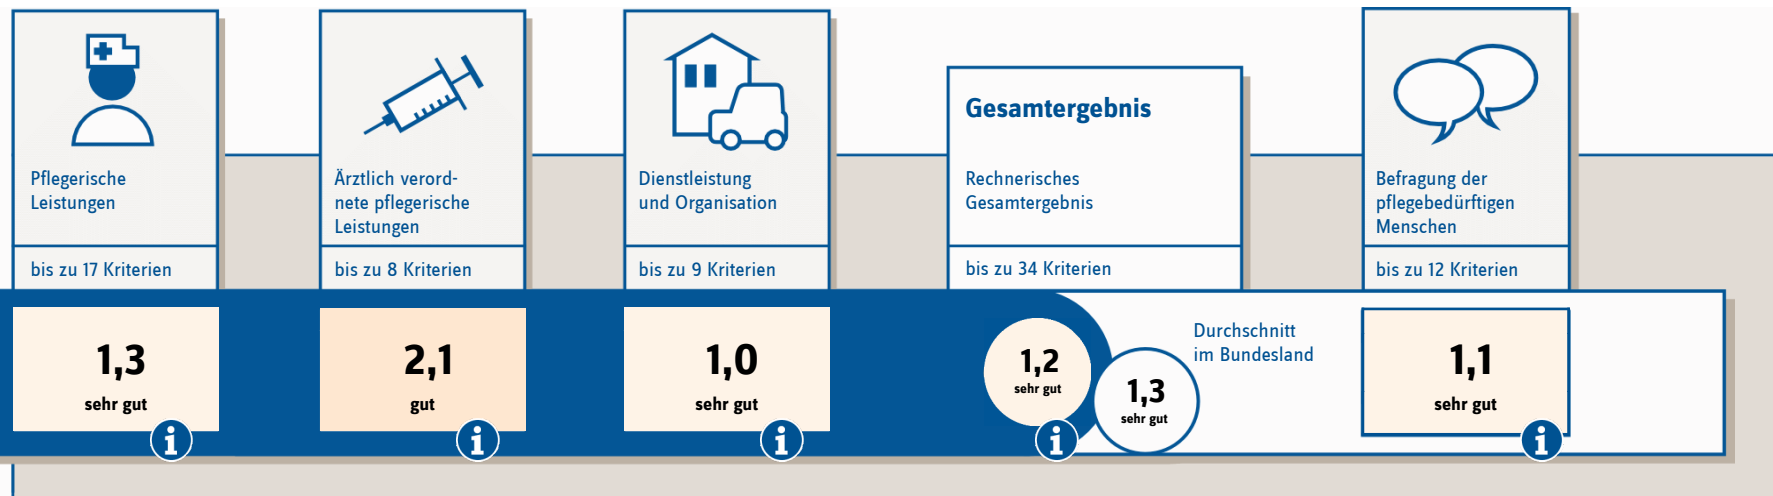 Pflegerische
Leistungen
bis zu 17 Kriterien
1,3
sehr gut
i
Ärztlich verord-
nete pflegerische
Leistungen
bis zu 8 Kriterien
2,1
gut
i
Dienstleistung
und Organisation
bis zu 9 Kriterien
1,0
sehr gut
i
Gesamtergebnis
Rechnerisches
Gesamtergebnis
bis zu 34 Kriterien
1,2
sehr gut
i
1,3
sehr gut
Durchschnitt
im Bundesland
Befragung der
pflegebedürftigen
Menschen
bis zu 12 Kriterien
1,1
sehr gut
i